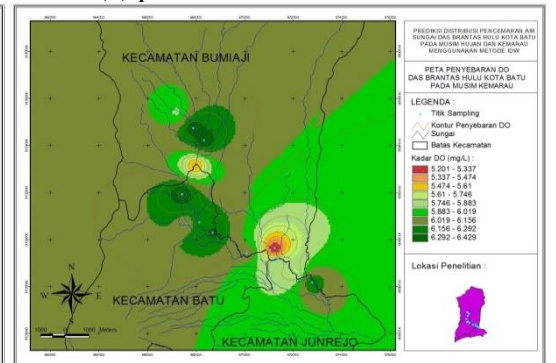 KECAMATAN BUMIAJI
KECAMATAN BATU
KECAMATAN JUNREJO
N
W
E
S
1000 0 1000 Meters
PREDIKSI DISTRIBUSI PENCEMARAN AIR
SUNGAI DAS BRANTAS HULU KOTA BATU
PADA MUSIM HUJAN DAN KEMARAU
MENGGUNAKAN METODE IDW
PETA PENYEBARAN DO
DAS BRANTAS HULU KOTA BATU
PADA MUSIM KEMARAU
LEGENDA :
Titik Sampling
Kontur Penyebaran DO
Sungai
Batas Kecamatan
Kadar DO (mg/L) :
5.201 - 5.337
5.337 - 5.474
5.474 - 5.61
5.61 - 5.746
5.746 - 5.883
5.883 - 6.019
6.019 - 6.156
6.156 - 6.292
6.292 - 6.429
Lokasi Penelitian :